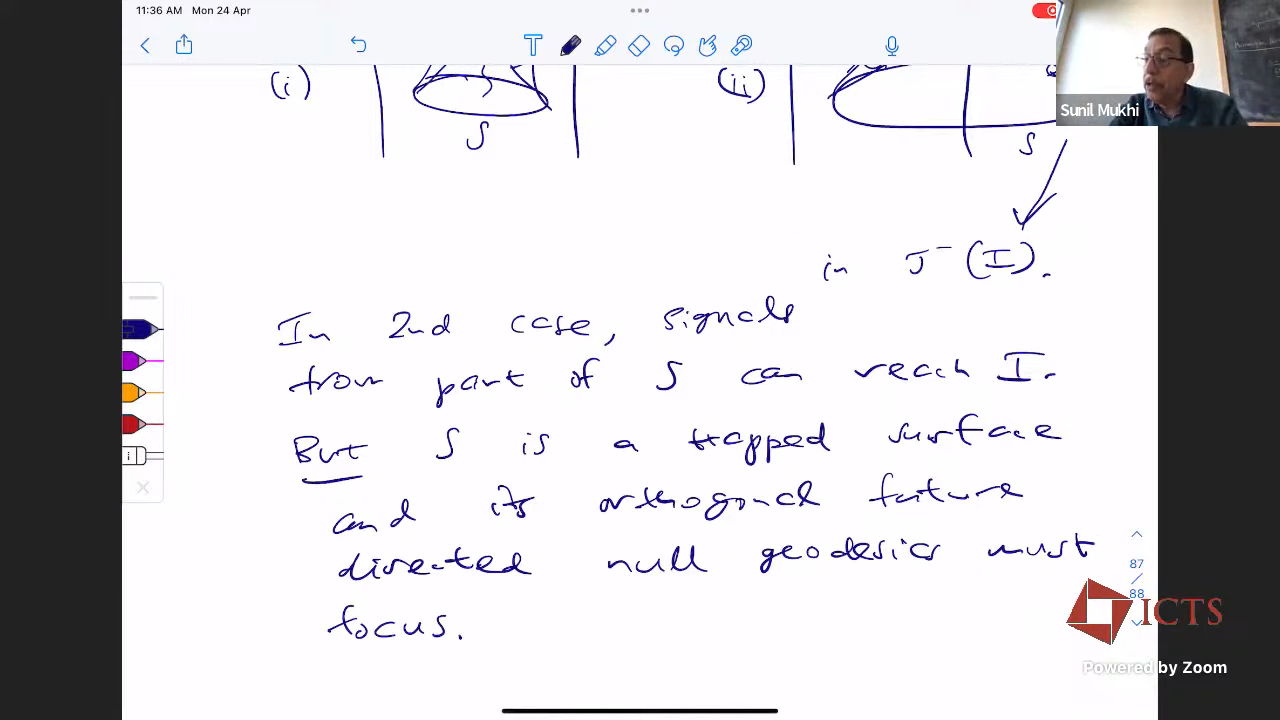 11:36 AM Mon 24 Apr
(i)
(ii)
Sunil Mukhi
S
S
in J⁻(I).
In 2nd case, signals
from part of S can reach I.
But S is a trapped surface
and its orthogonal future
directed null geodesics must
focus.
87
/
88
ICTS
Powered by Zoom